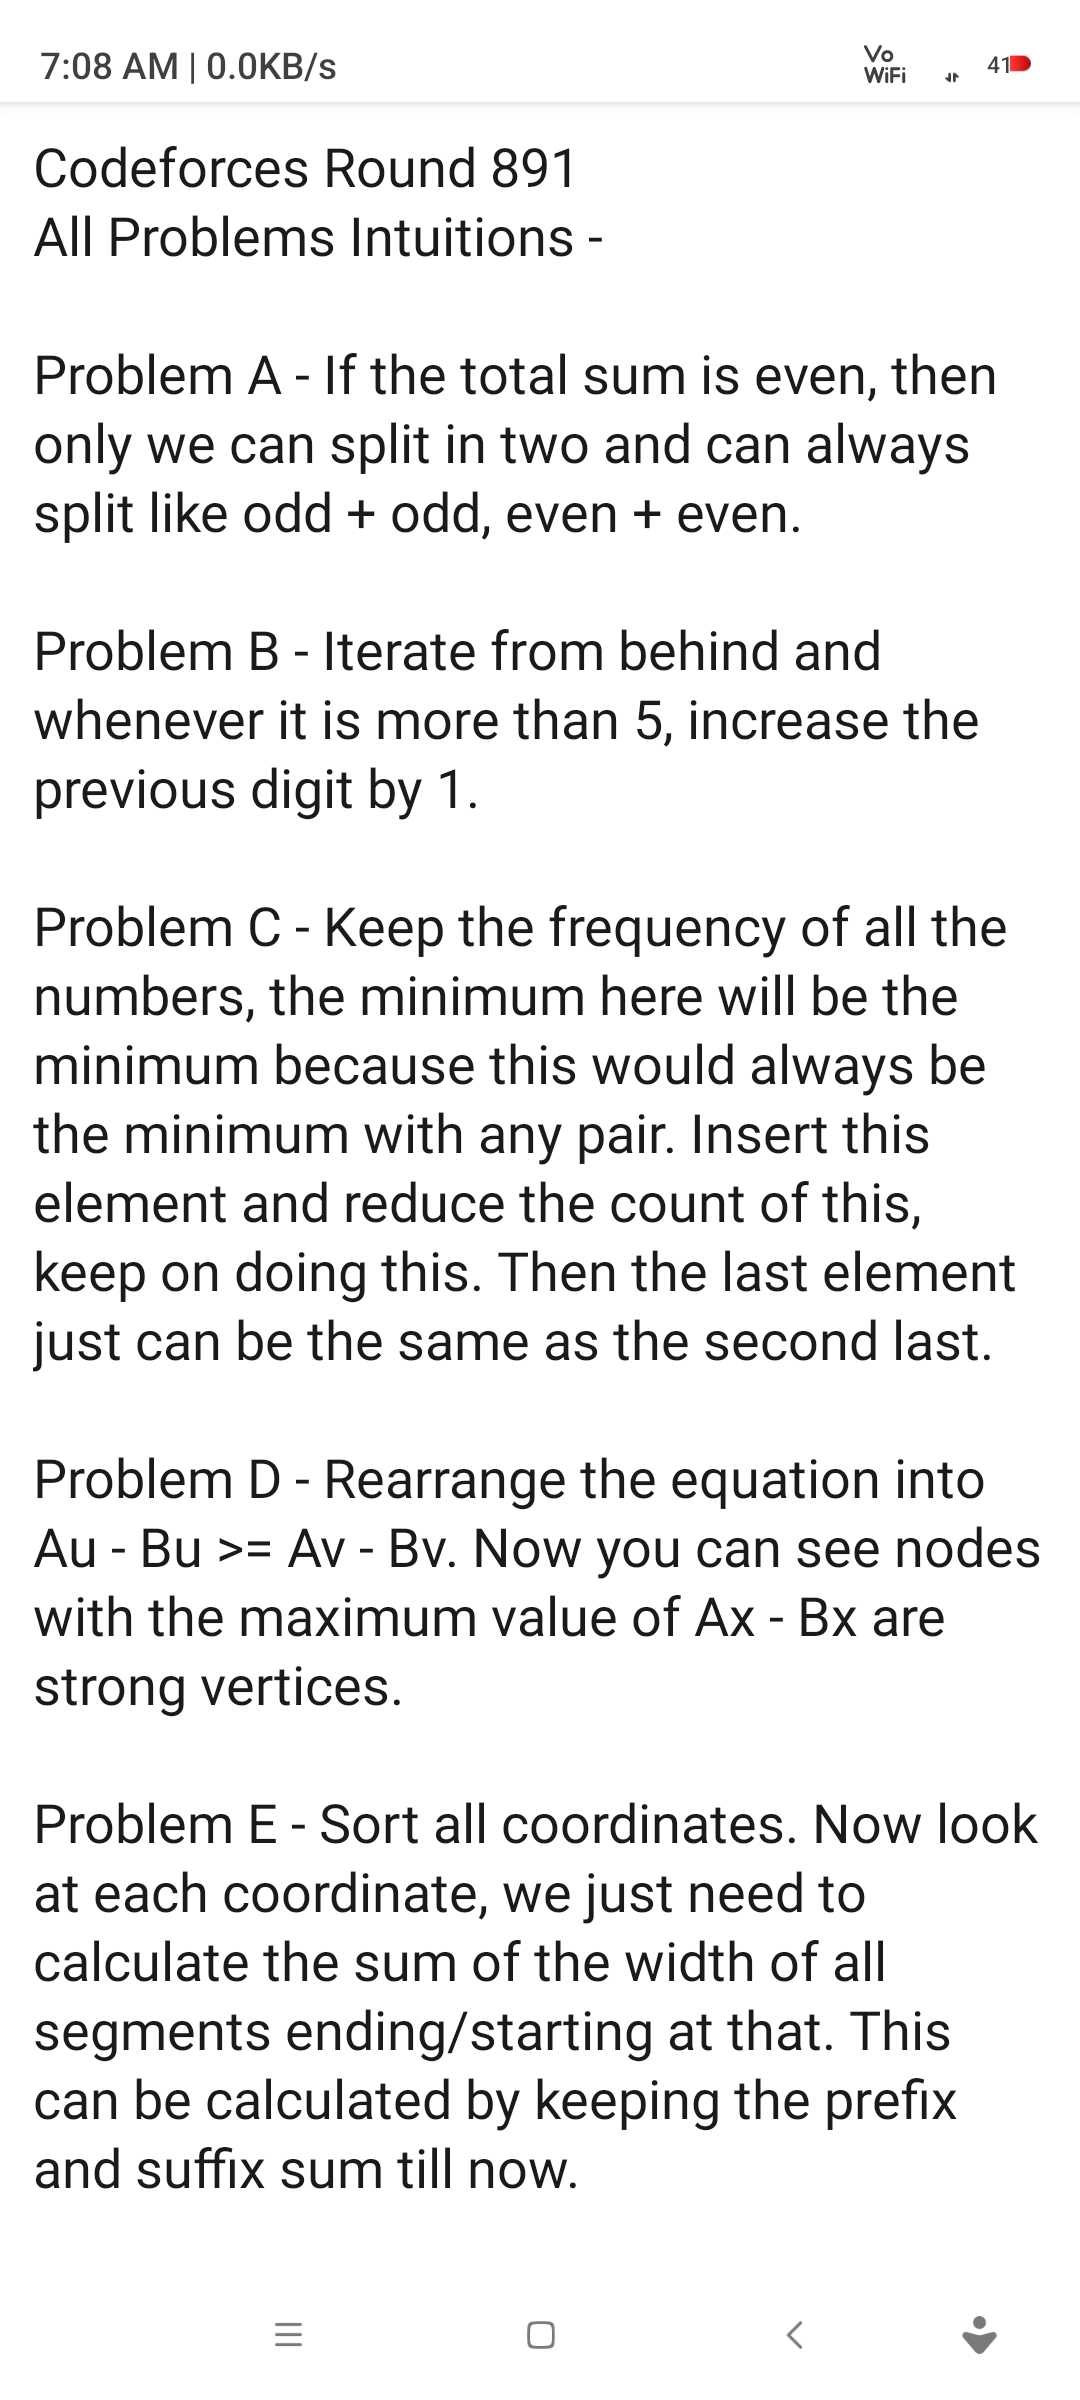 7:08 AM | 0.0KB/s
Vo
WiFi
41
Codeforces Round 891
All Problems Intuitions -
Problem A - If the total sum is even, then
only we can split in two and can always
split like odd + odd, even + even.
Problem B - Iterate from behind and
whenever it is more than 5, increase the
previous digit by 1.
Problem C - Keep the frequency of all the
numbers, the minimum here will be the
minimum because this would always be
the minimum with any pair. Insert this
element and reduce the count of this,
keep on doing this. Then the last element
just can be the same as the second last.
Problem D - Rearrange the equation into
Au - Bu >= Av - Bv. Now you can see nodes
with the maximum value of Ax - Bx are
strong vertices.
Problem E - Sort all coordinates. Now look
at each coordinate, we just need to
calculate the sum of the width of all
segments ending/starting at that. This
can be calculated by keeping the prefix
and suffix sum till now.